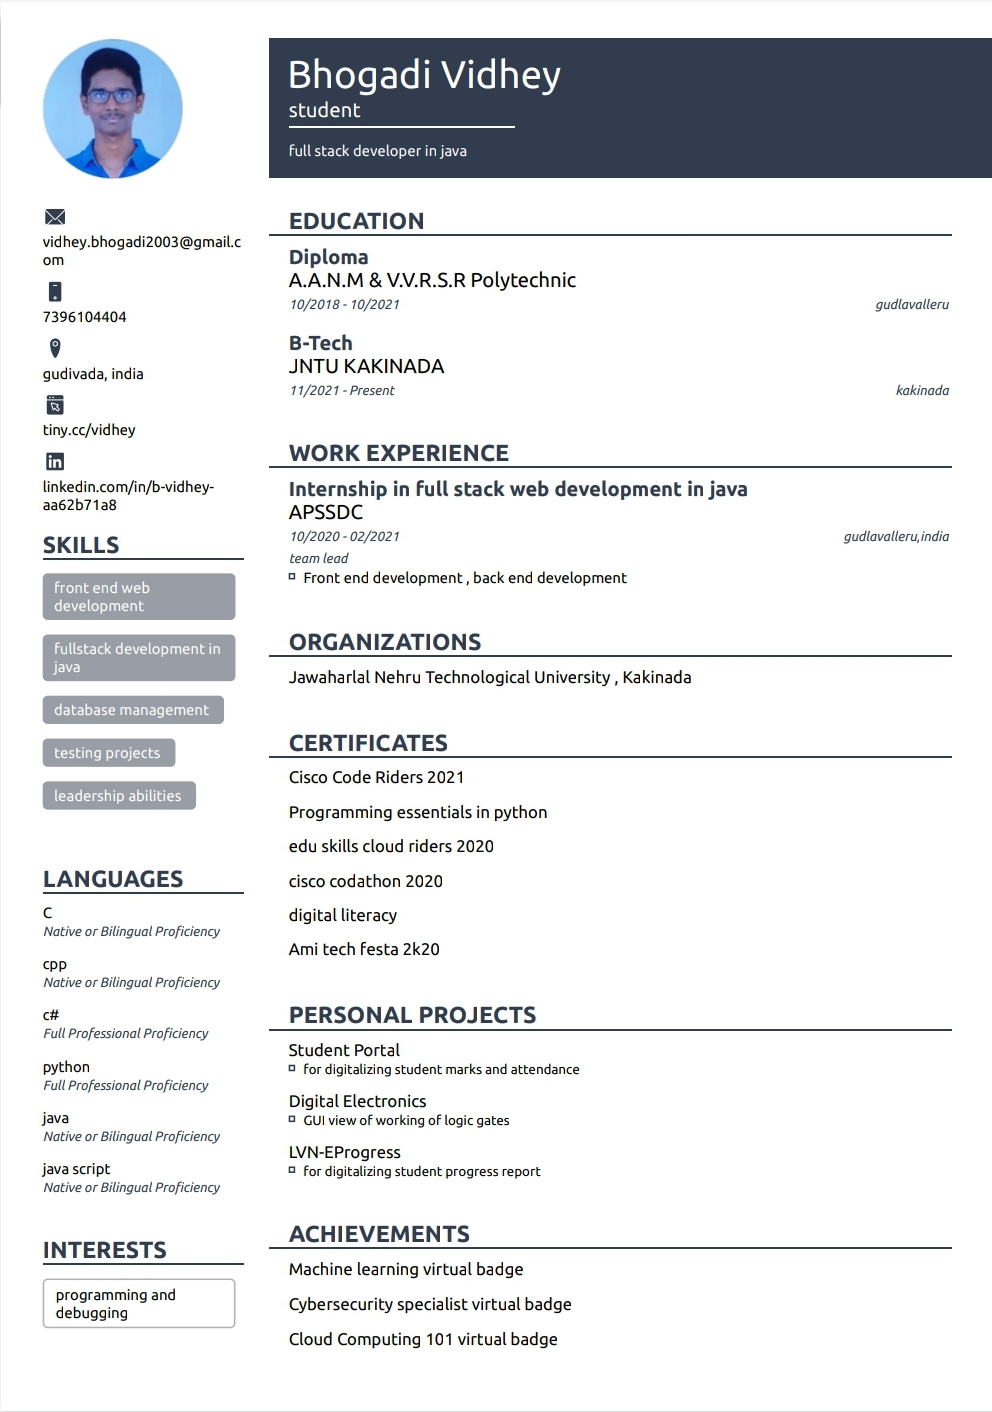 Bhogadi Vidhey
student
full stack developer in java
vidhey.bhogadi2003@gmail.c
om
7396104404
gudivada, india
tiny.cc/vidhey
linkedin.com/in/b-vidhey-
aa62b71a8
SKILLS
front end web
development
fullstack development in
java
database management
testing projects
leadership abilities
LANGUAGES
C
Native or Bilingual Proficiency
cpp
Native or Bilingual Proficiency
c#
Full Professional Proficiency
python
Full Professional Proficiency
java
Native or Bilingual Proficiency
java script
Native or Bilingual Proficiency
INTERESTS
programming and
debugging
EDUCATION
Diploma
A.A.N.M & V.V.R.S.R Polytechnic
10/2018 - 10/2021 gudlavalleru
B-Tech
JNTU KAKINADA
11/2021 - Present kakinada
WORK EXPERIENCE
Internship in full stack web development in java
APSSDC
10/2020 - 02/2021 gudlavalleru,india
team lead
Front end development , back end development
ORGANIZATIONS
Jawaharlal Nehru Technological University , Kakinada
CERTIFICATES
Cisco Code Riders 2021
Programming essentials in python
edu skills cloud riders 2020
cisco codathon 2020
digital literacy
Ami tech festa 2k20
PERSONAL PROJECTS
Student Portal
for digitalizing student marks and attendance
Digital Electronics
GUI view of working of logic gates
LVN-EProgress
for digitalizing student progress report
ACHIEVEMENTS
Machine learning virtual badge
Cybersecurity specialist virtual badge
Cloud Computing 101 virtual badge